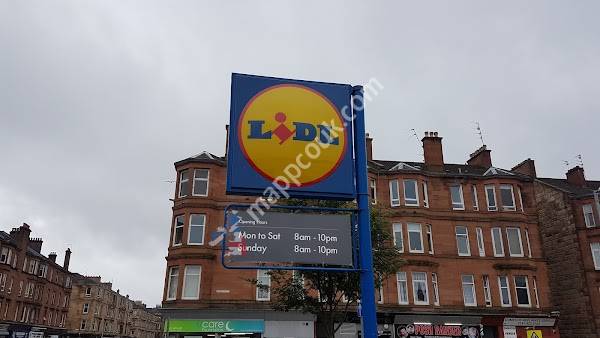 LIDL
Opening Hours
Mon to Sat 8am - 10pm
Sunday 8am - 10pm
mappcook.com
care